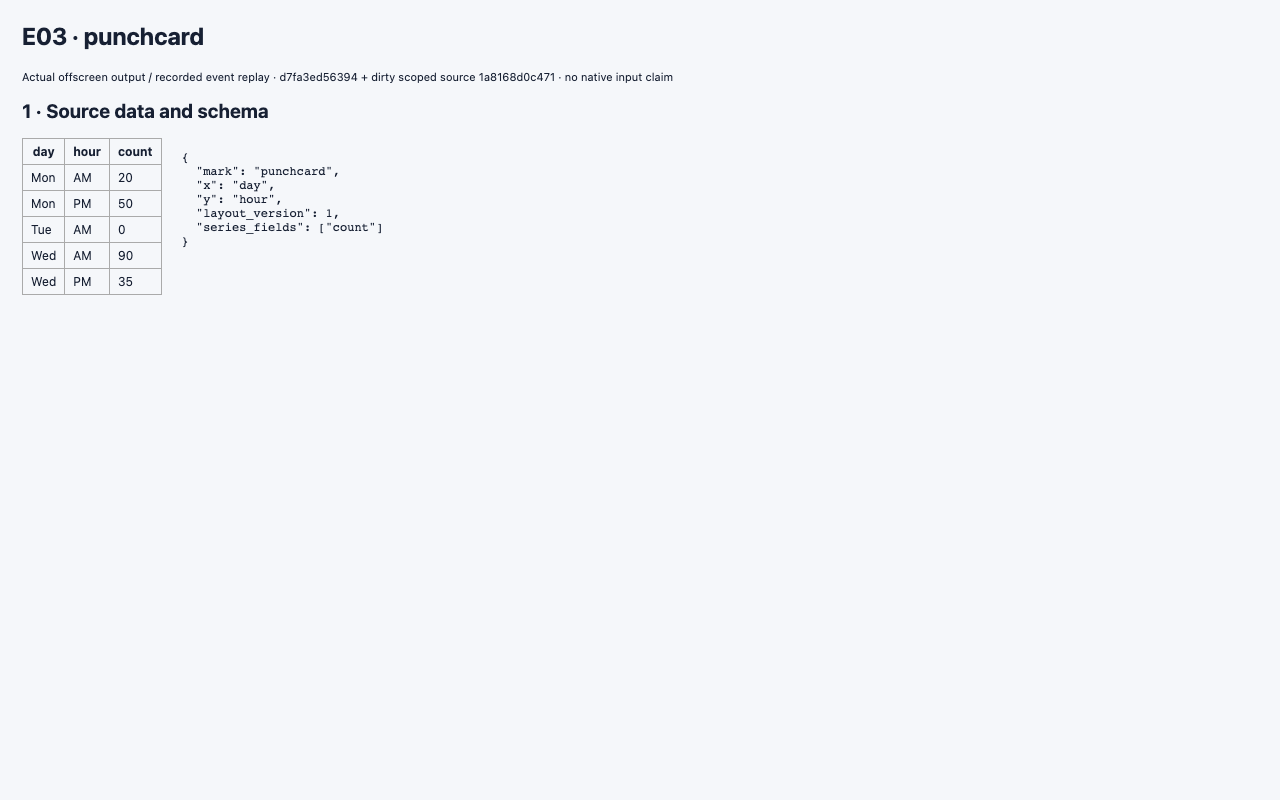 E03 · punchcard
Actual offscreen output / recorded event replay · d7fa3ed56394 + dirty scoped source 1a8168d0c471 · no native input claim
1 · Source data and schema
day hour count
Mon AM 20
Mon PM 50
Tue AM 0
Wed AM 90
Wed PM 35
{
  "mark": "punchcard",
  "x": "day",
  "y": "hour",
  "layout_version": 1,
  "series_fields": ["count"]
}